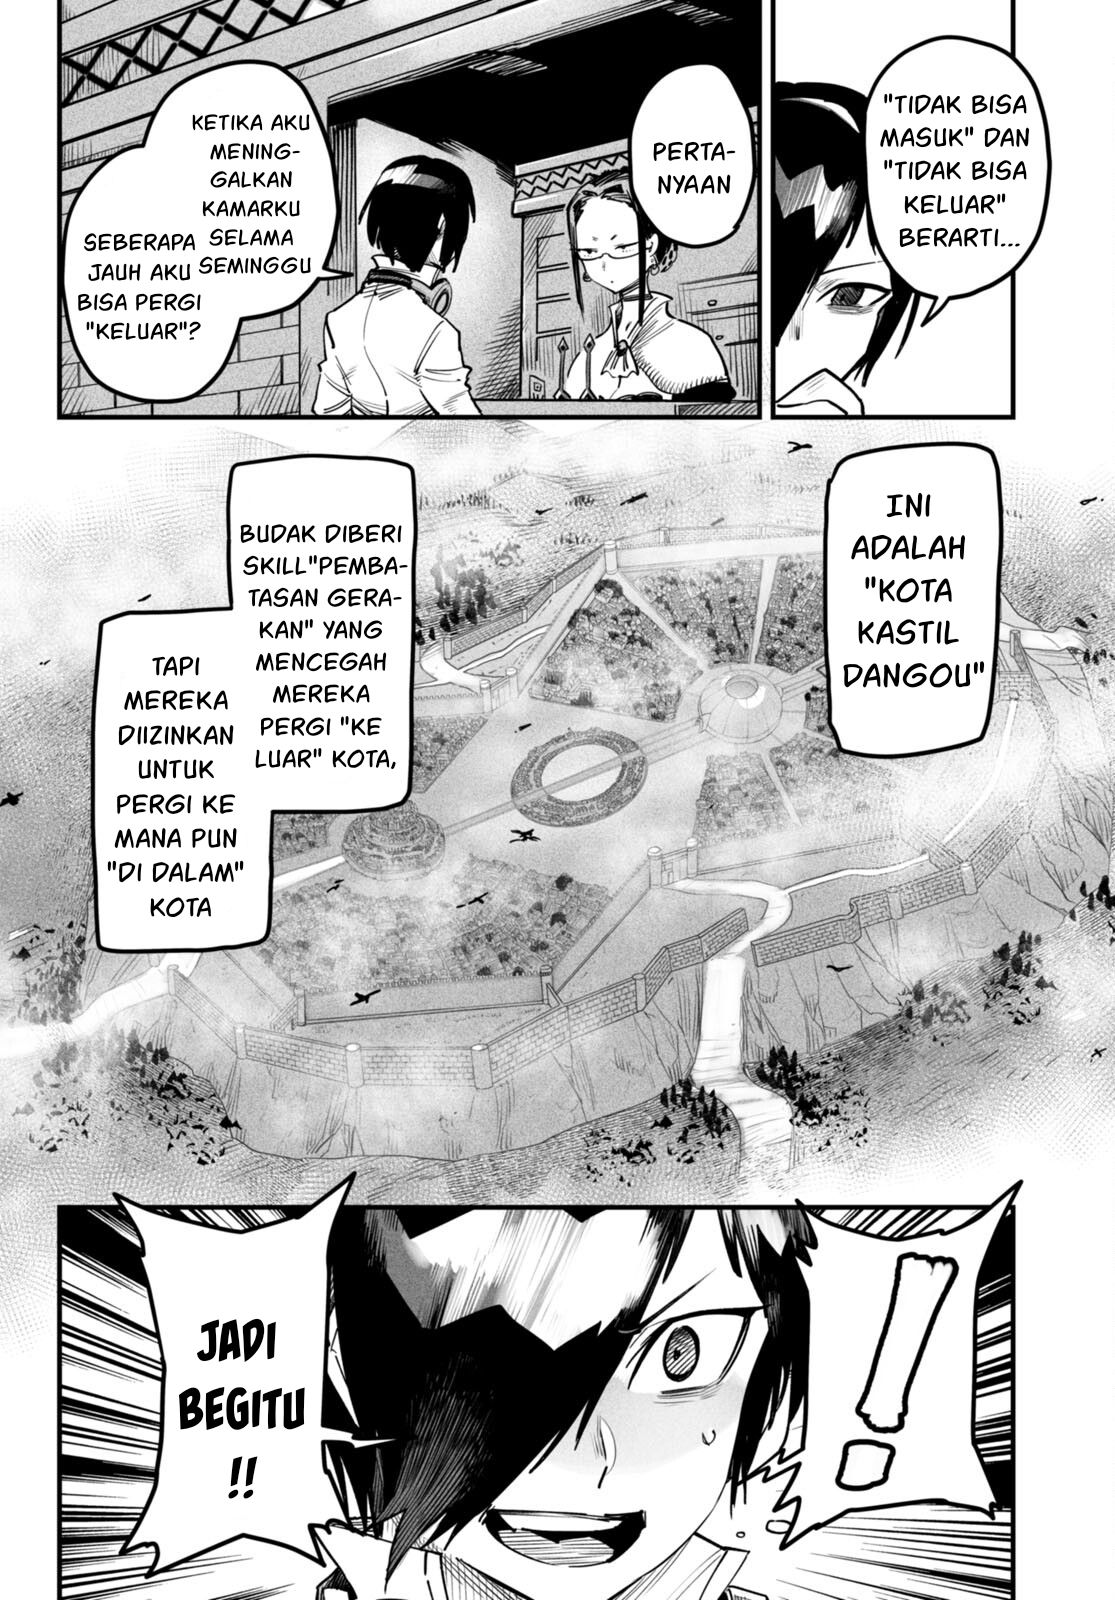 "TIDAK BISA
MASUK" DAN
"TIDAK BISA
KELUAR"
BERARTI...
PERTA-
NYAAN
KETIKA AKU
MENING-
GALKAN
KAMARKU
SELAMA
SEMINGGU
SEBERAPA
JAUH AKU
BISA PERGI
"KELUAR"?
INI
ADALAH
"KOTA
KASTIL
DANGOU"
BUDAK DIBERI
SKILL"PEMBA-
TASAN GERA-
KAN" YANG
MENCEGAH
MEREKA
PERGI "KE
LUAR" KOTA,
TAPI
MEREKA
DIIZINKAN
UNTUK
PERGI KE
MANA PUN
"DI DALAM"
KOTA
!
JADI
BEGITU
!!